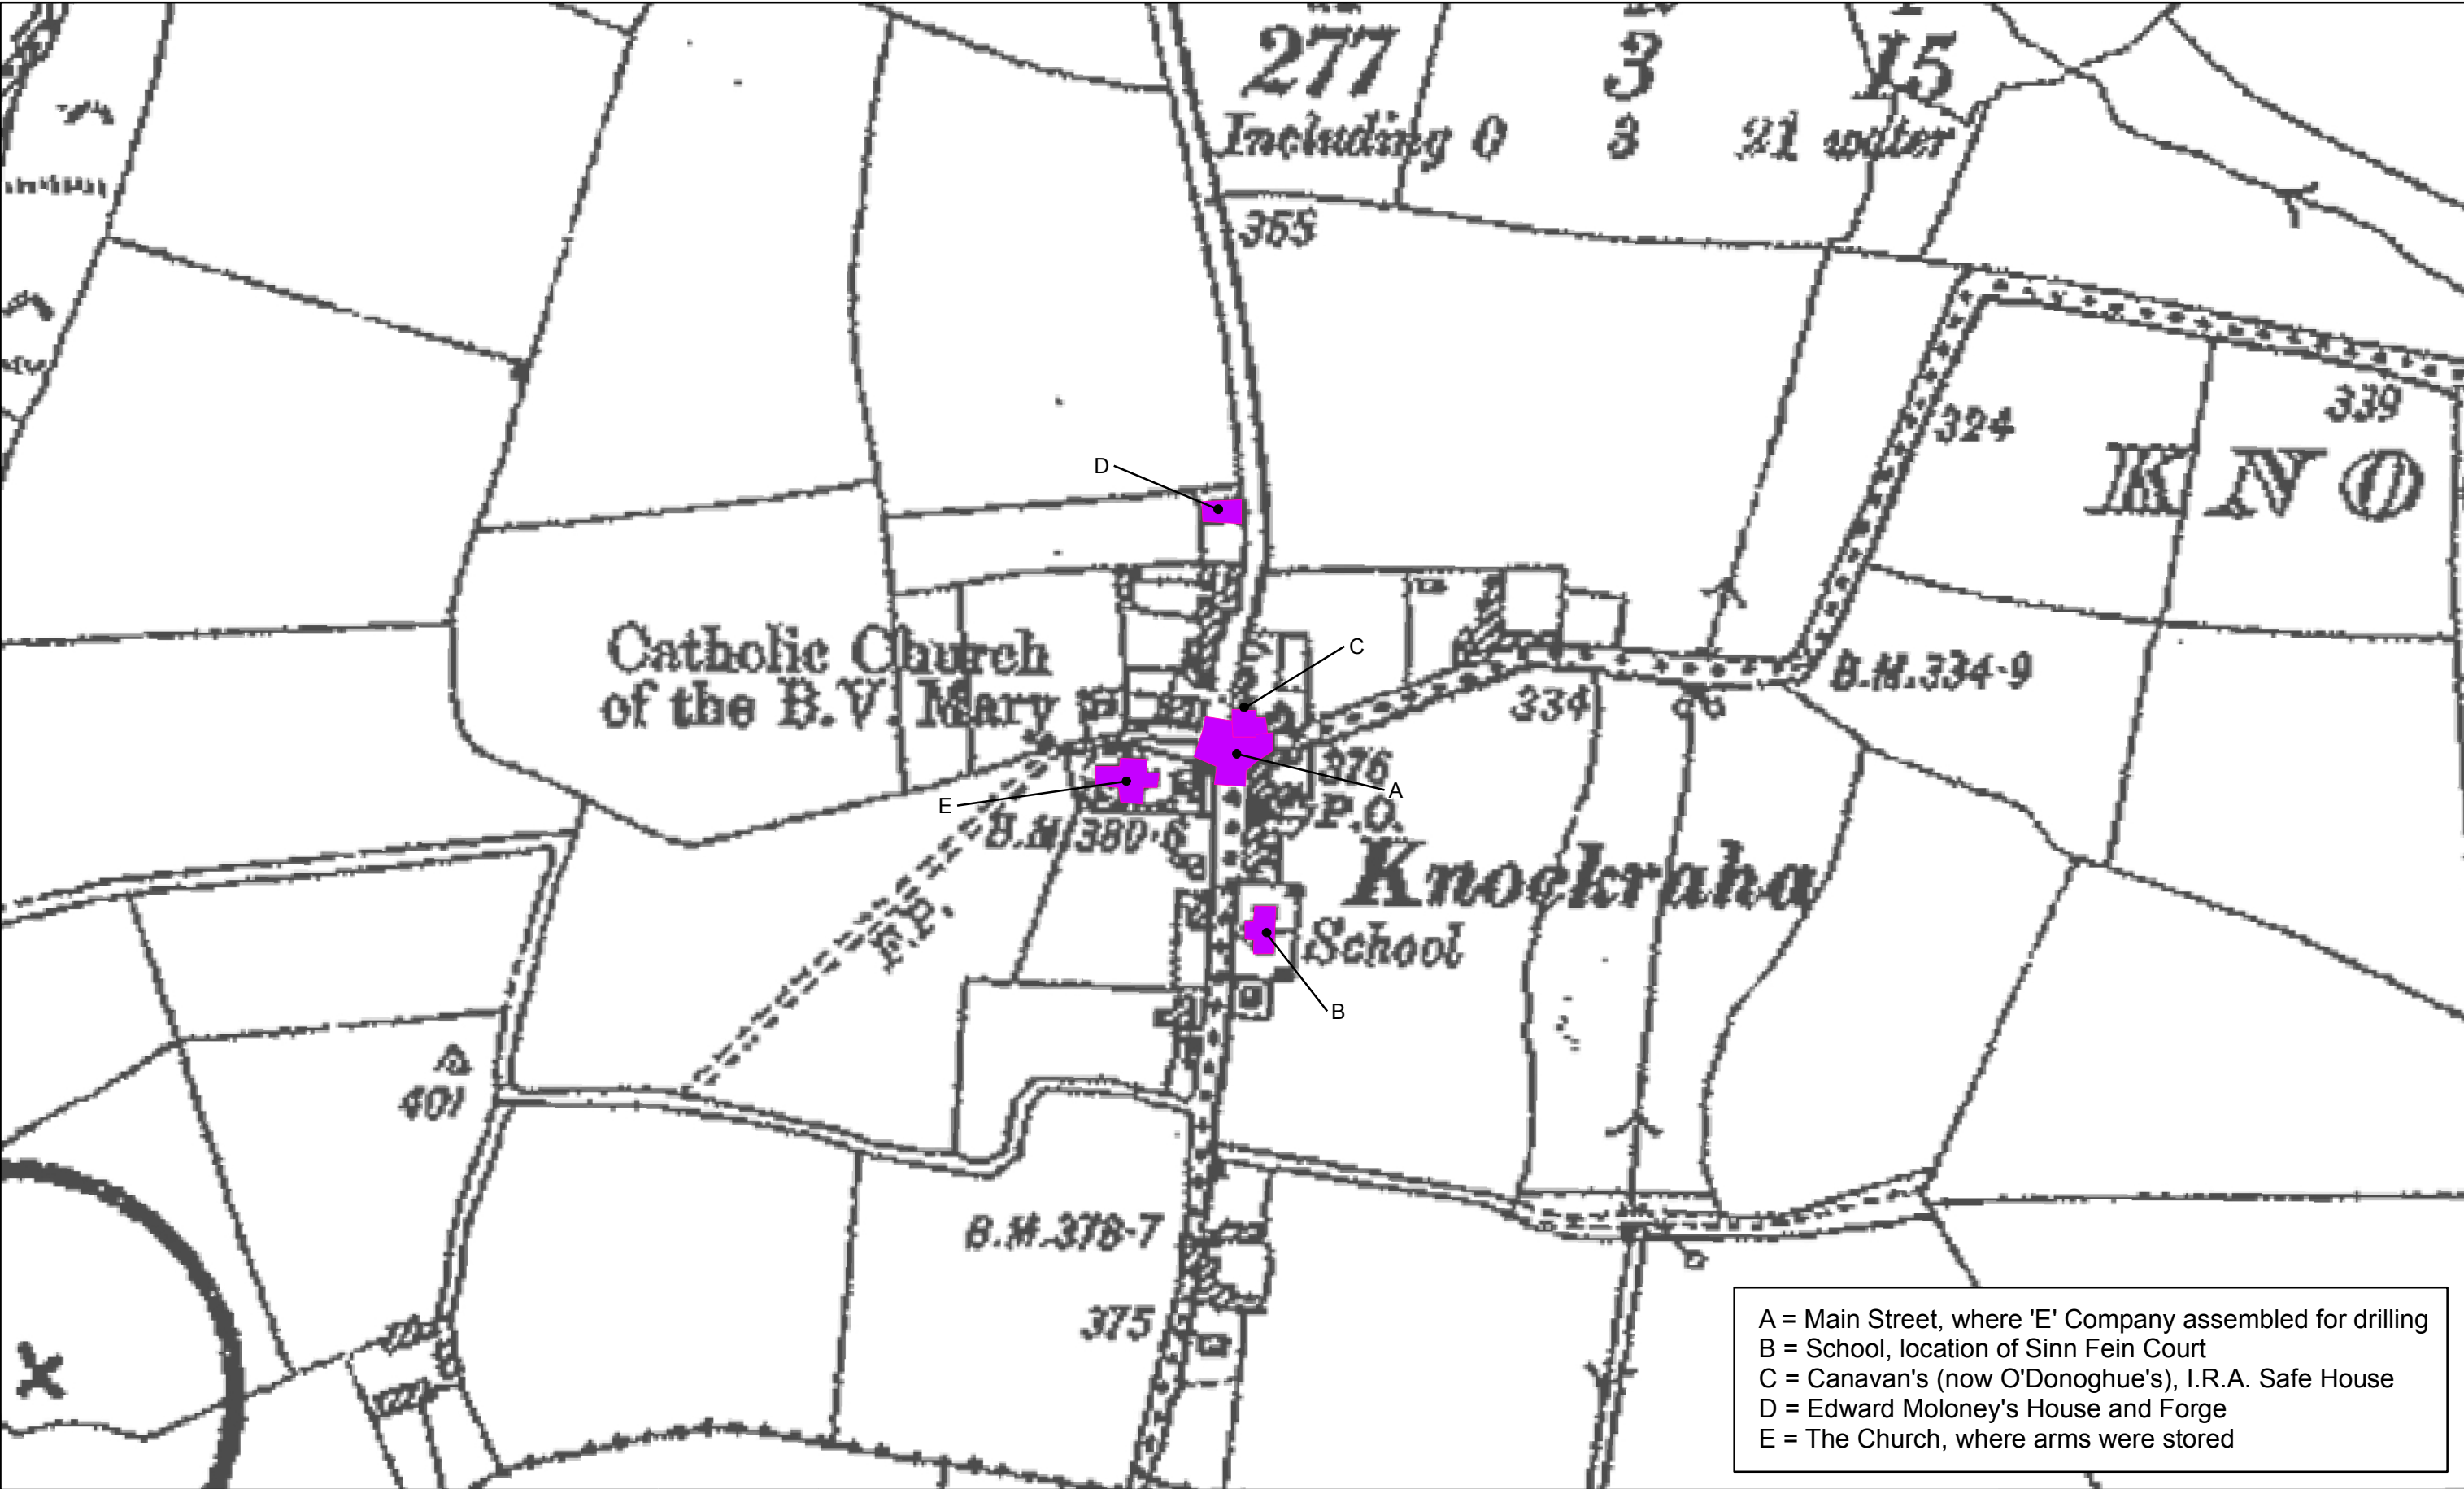 277 3 15
Including 0 3 21 water
355
339
324
KNO
D
C
Catholic Church
of the B.V. Mary
B.M.334·9
334
376
A
E
P.O.
B.M.380·6
Knockraha
F.P.
School
B
401
B.M.378·7
375
A = Main Street, where 'E' Company assembled for drilling
B = School, location of Sinn Fein Court
C = Canavan's (now O'Donoghue's), I.R.A. Safe House
D = Edward Moloney's House and Forge
E = The Church, where arms were stored